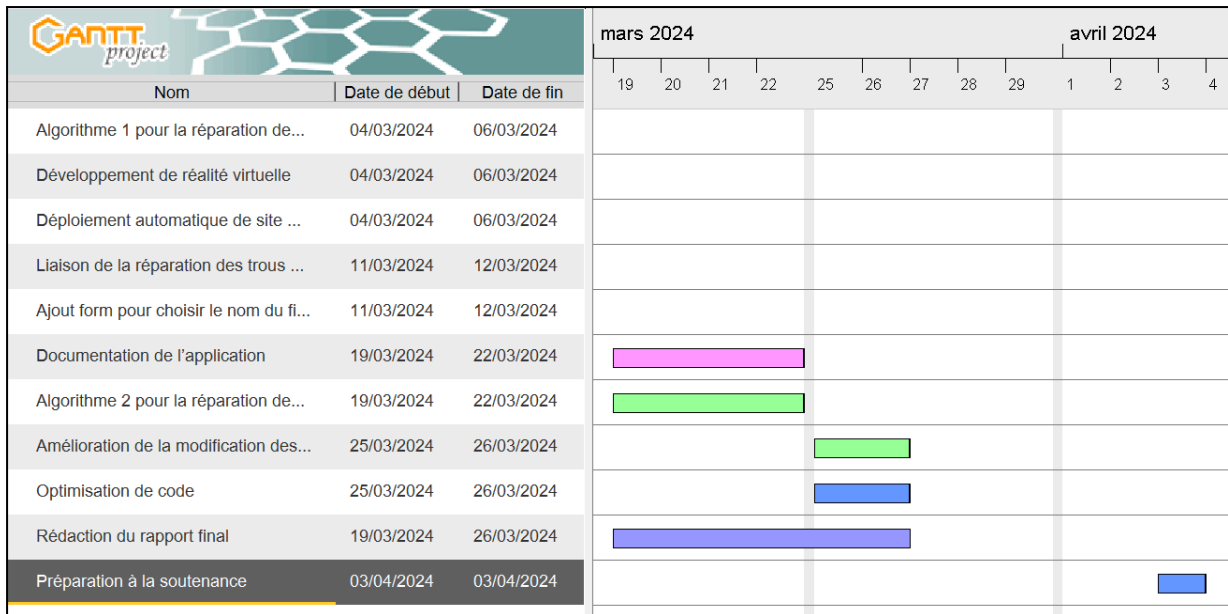 GANTT
project
mars 2024 avril 2024
19 20 21 22 25 26 27 28 29 1 2 3 4
Nom Date de début Date de fin
Algorithme 1 pour la réparation de... 04/03/2024 06/03/2024
Développement de réalité virtuelle 04/03/2024 06/03/2024
Déploiement automatique de site ... 04/03/2024 06/03/2024
Liaison de la réparation des trous ... 11/03/2024 12/03/2024
Ajout form pour choisir le nom du fi... 11/03/2024 12/03/2024
Documentation de l’application 19/03/2024 22/03/2024
Algorithme 2 pour la réparation de... 19/03/2024 22/03/2024
Amélioration de la modification des... 25/03/2024 26/03/2024
Optimisation de code 25/03/2024 26/03/2024
Rédaction du rapport final 19/03/2024 26/03/2024
Préparation à la soutenance 03/04/2024 03/04/2024